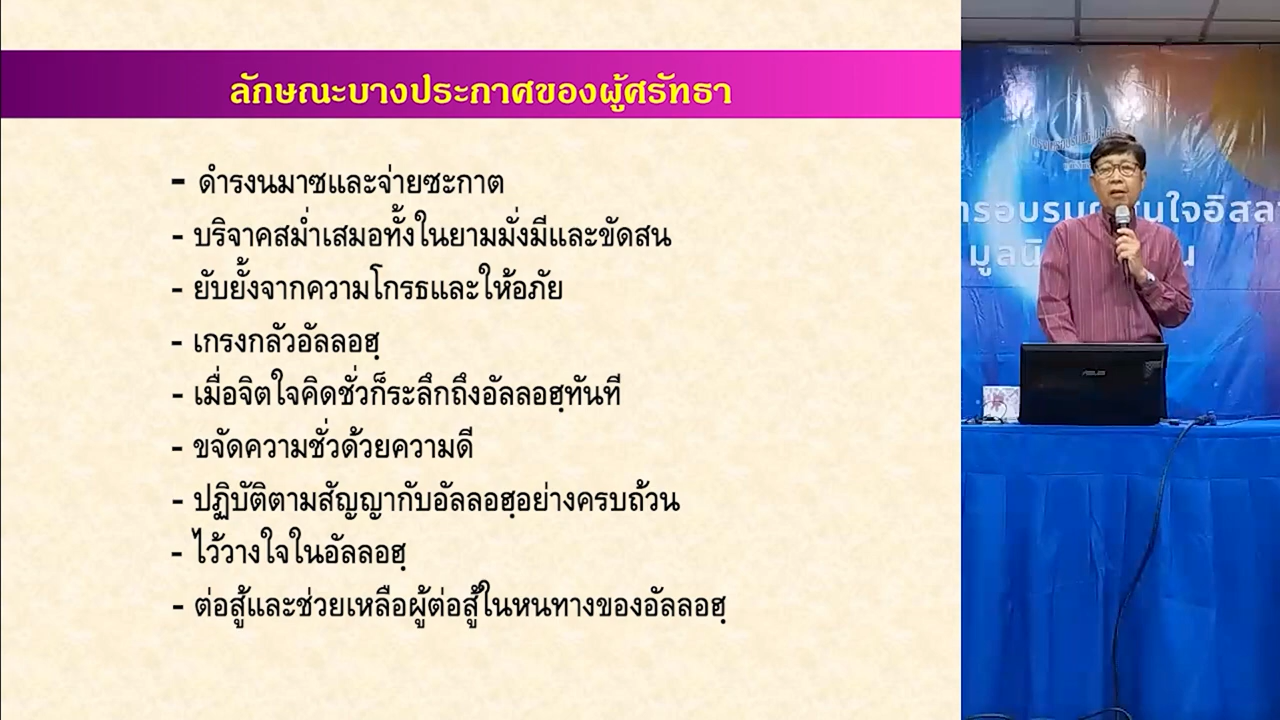 ลักษณะบางประกาศของผู้ศรัทธา
- ดำรงนมาซและจ่ายซะกาต
- บริจาคสม่ำเสมอทั้งในยามมั่งมีและขัดสน
- ยับยั้งจากความโกรธและให้อภัย
- เกรงกลัวอัลลอฮฺ
- เมื่อจิตใจคิดชั่วก็ระลึกถึงอัลลอฮฺทันที
- ขจัดความชั่วด้วยความดี
- ปฏิบัติตามสัญญากับอัลลอฮฺอย่างครบถ้วน
- ไว้วางใจในอัลลอฮฺ
- ต่อสู้และช่วยเหลือผู้ต่อสู้ในหนทางของอัลลอฮฺ
ASUS